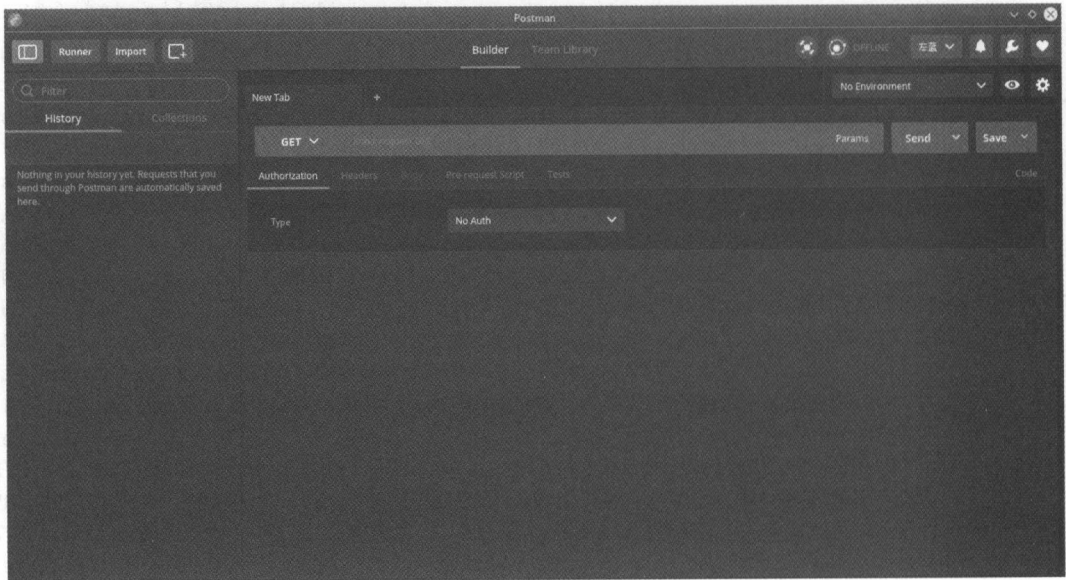 Postman
Runner Import Builder Team Library OFFLINE 左蓝
Filter
No Environment
New Tab +
History Collections
GET Params Send Save
Nothing in your history yet. Requests that you
send through Postman are automatically saved
here.
Authorization Headers Body Pre-request Script Tests Code
Type No Auth